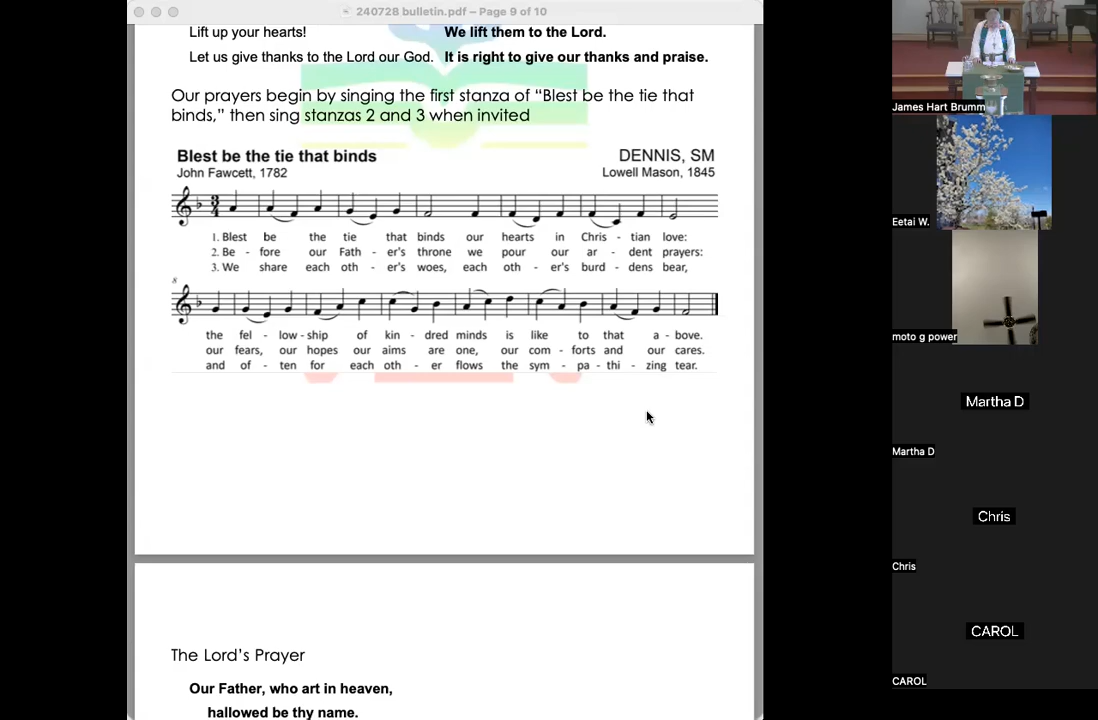 240728 bulletin.pdf – Page 9 of 10
Lift up your hearts! We lift them to the Lord.
Let us give thanks to the Lord our God. It is right to give our thanks and praise.
Our prayers begin by singing the first stanza of “Blest be the tie that
binds,” then sing stanzas 2 and 3 when invited
Blest be the tie that binds DENNIS, SM
John Fawcett, 1782 Lowell Mason, 1845
1. Blest be the tie that binds our hearts in Chris - tian love:
2. Be - fore our Fath - er's throne we pour our ar - dent prayers:
3. We share each oth - er's woes, each oth - er's burd - dens bear,
8
the fel - low - ship of kin - dred minds is like to that a - bove.
our fears, our hopes our aims are one, our com - forts and our cares.
and of - ten for each oth - er flows the sym - pa - thi - zing tear.
The Lord’s Prayer
Our Father, who art in heaven,
hallowed be thy name.
James Hart Brumm
Eetai W.
moto g power
Martha D
Martha D
Chris
Chris
CAROL
CAROL